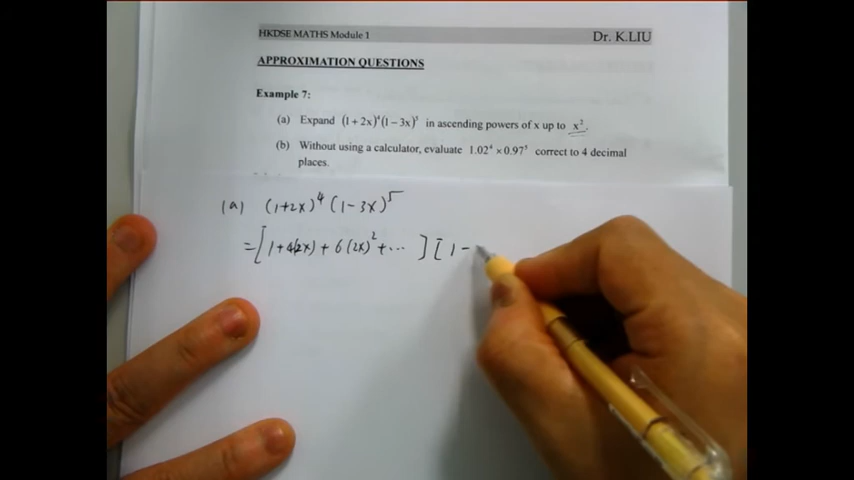 HKDSE MATHS Module 1 Dr. K.LIU
APPROXIMATION QUESTIONS
Example 7:
(a) Expand (1+2x)⁴(1−3x)⁵ in ascending powers of x up to x².
(b) Without using a calculator, evaluate 1.02⁴ × 0.97⁵ correct to 4 decimal
places.
(a) (1+2x)⁴ (1−3x)⁵
=[1+4(2x)+6(2x)²+⋯ ][1−